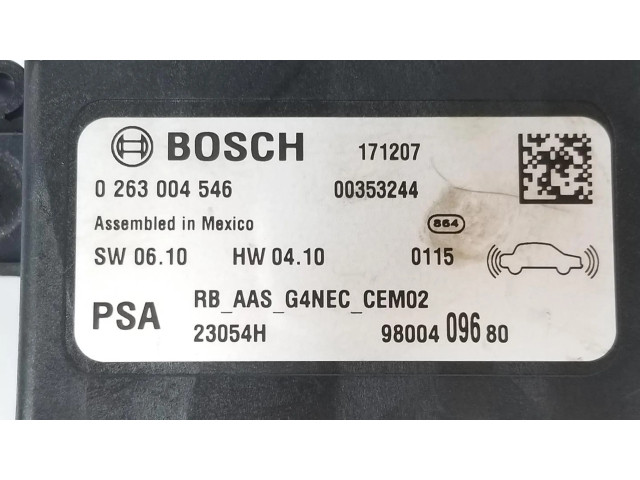 BOSCH 171207
0 263 004 546 00353244
Assembled in Mexico 864
SW 06.10 HW 04.10 0115
PSA RB_AAS_G4NEC_CEM02
23054H 98004 096 80